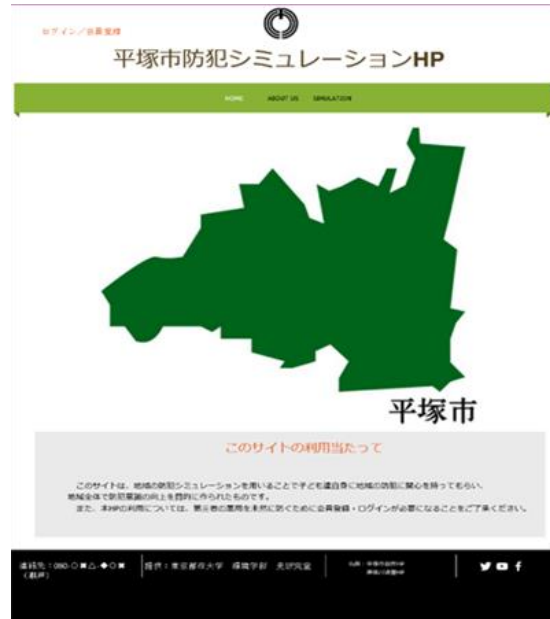 ログイン／会員登録
平塚市防犯シミュレーションHP
HOME ABOUT US SIMULATION
平塚市
このサイトの利用当たって
このサイトは、地域の防犯シミュレーションを用いることで子ども達自身に地域の防犯に関心を持ってもらい、
地域全体で防犯意識の向上を目的に作られたものです。
また、本HPの利用については、第三者の悪用を未然に防ぐために会員登録・ログインが必要になることをご了承ください。
連絡先：090-○✖△-◆○✖
提供：東京都市大学 環境学部 研究室